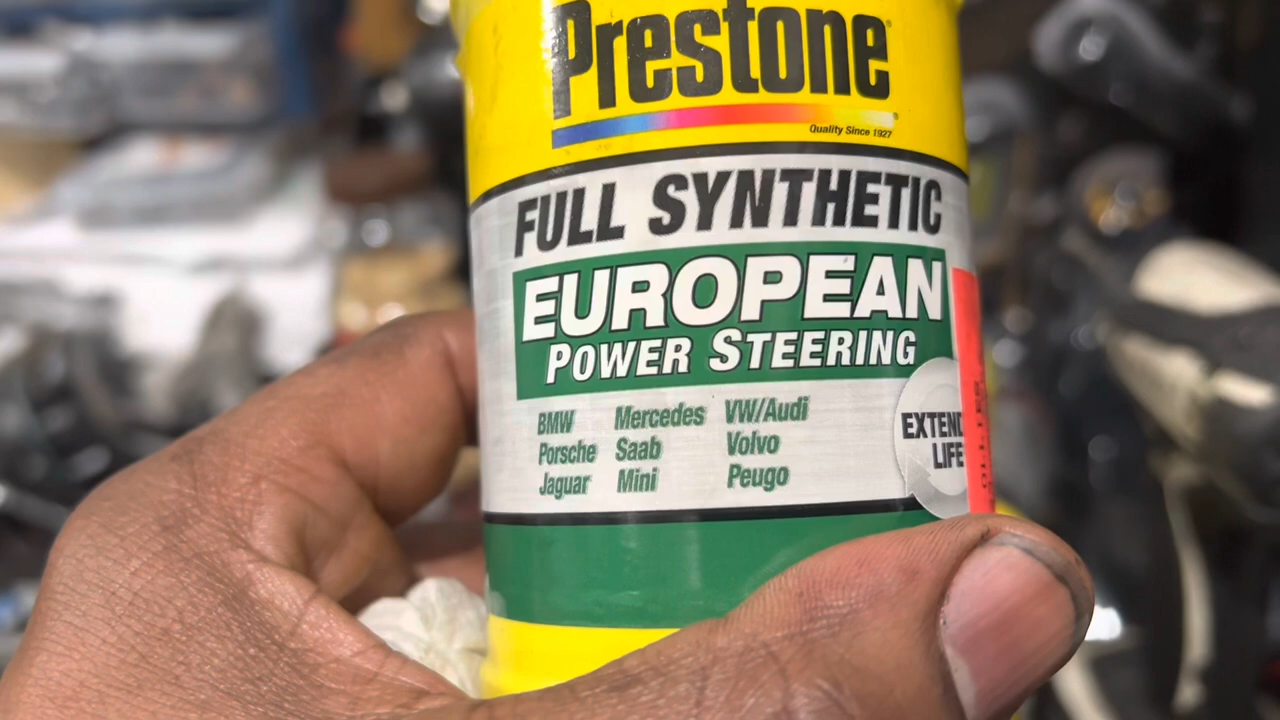 Prestone
Quality Since 1927
FULL SYNTHETIC
EUROPEAN
POWER STEERING
BMW Mercedes VW/Audi
Porsche Saab Volvo
Jaguar Mini Peugo
EXTEND
LIFE